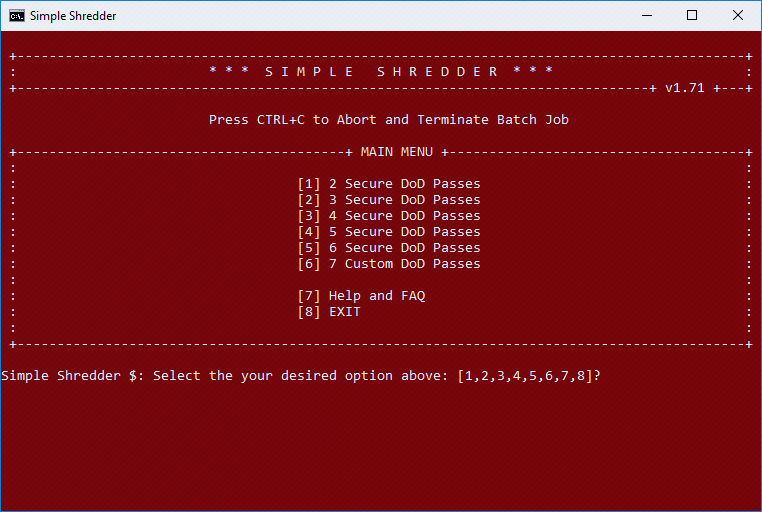 Simple Shredder
* * * S I M P L E S H R E D D E R * * *
v1.71
Press CTRL+C to Abort and Terminate Batch Job
MAIN MENU
[1] 2 Secure DoD Passes
[2] 3 Secure DoD Passes
[3] 4 Secure DoD Passes
[4] 5 Secure DoD Passes
[5] 6 Secure DoD Passes
[6] 7 Custom DoD Passes
[7] Help and FAQ
[8] EXIT
Simple Shredder $: Select the your desired option above: [1,2,3,4,5,6,7,8]?